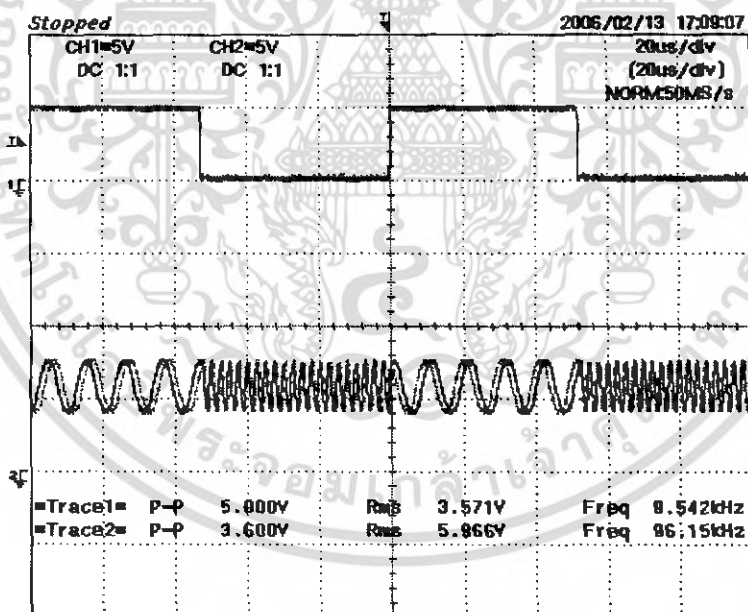 Stopped 2006/02/13 17:09:07
CH1=5V CH2=5V 20us/div
DC 1:1 DC 1:1 (20us/div)
NORM:50MS/s
=Trace1= P-P 5.000V Rms 3.571V Freq 9.542kHz
=Trace2= P-P 3.600V Rms 5.866V Freq 96.15kHz